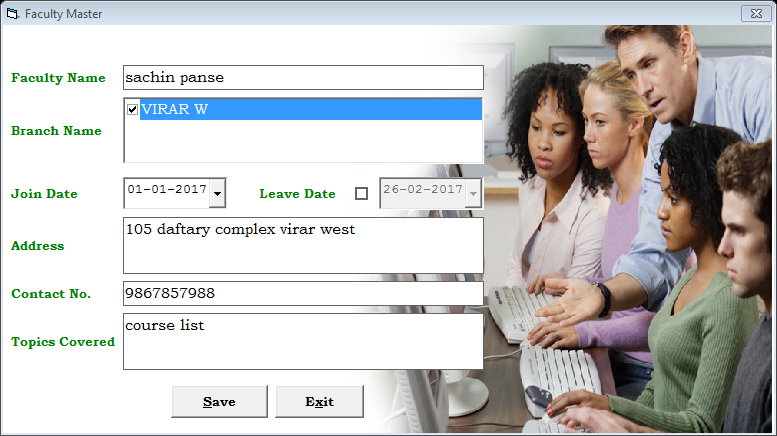 Faculty Master
Faculty Name sachin panse
Branch Name VIRAR W
Join Date 01-01-2017 Leave Date 26-02-2017
Address 105 daftary complex virar west
Contact No. 9867857988
Topics Covered course list
Save Exit